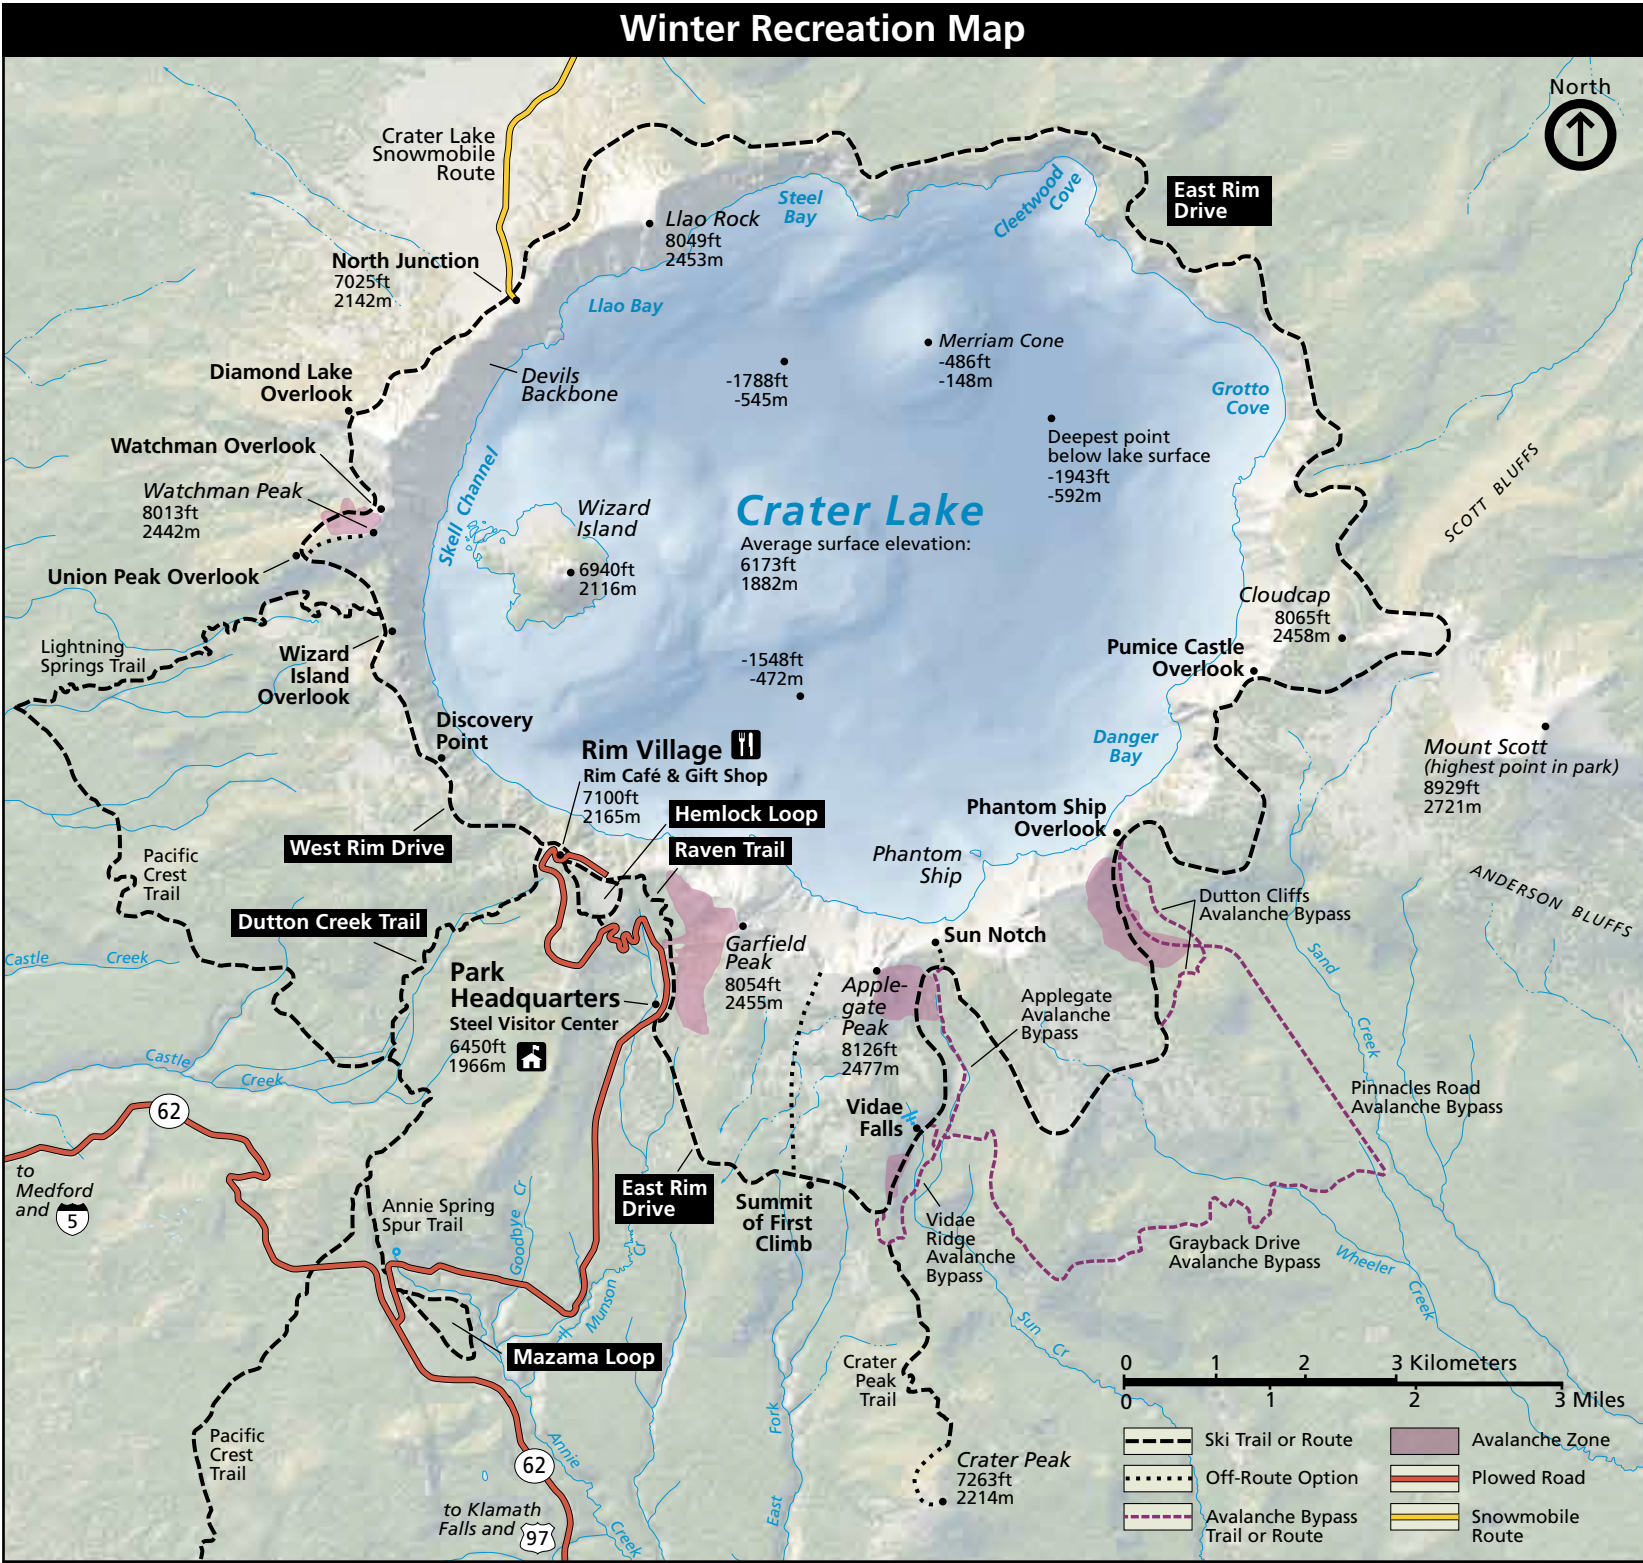 Winter Recreation Map
North
Crater Lake
Snowmobile
Route
East Rim
Drive
Steel
Bay
Cleetwood
Cove
Llao Rock
8049ft
2453m
North Junction
7025ft
2142m
Llao Bay
Merriam Cone
-486ft
-148m
Devils
Backbone
-1788ft
-545m
Diamond Lake
Overlook
Grotto
Cove
Deepest point
below lake surface
-1943ft
-592m
Watchman Overlook
Watchman Peak
8013ft
2442m
Skell Channel
Wizard
Island
6940ft
2116m
Crater Lake
Average surface elevation:
6173ft
1882m
SCOTT BLUFFS
Union Peak Overlook
Cloudcap
8065ft
2458m
Lightning
Springs Trail
Wizard
Island
Overlook
-1548ft
-472m
Pumice Castle
Overlook
Discovery
Point
Rim Village
Rim Café & Gift Shop
7100ft
2165m
Danger
Bay
Mount Scott
(highest point in park)
8929ft
2721m
Hemlock Loop
Phantom Ship
Overlook
West Rim Drive
Raven Trail
Phantom
Ship
Pacific
Crest
Trail
Dutton Cliffs
Avalanche Bypass
ANDERSON BLUFFS
Dutton Creek Trail
Garfield
Peak
8054ft
2455m
Sun Notch
Castle Creek
Sand
Creek
Park
Headquarters
Steel Visitor Center
6450ft
1966m
Apple-
gate
Peak
8126ft
2477m
Applegate
Avalanche
Bypass
Castle
Creek
Pinnacles Road
Avalanche Bypass
62
Vidae
Falls
to
Medford
and 5
Annie Spring
Spur Trail
Goodbye Cr
East Rim
Drive
Summit
of First
Climb
Vidae
Ridge
Avalanche
Bypass
Grayback Drive
Avalanche Bypass
Wheeler
Creek
Munson Cr
Sun Cr
Mazama Loop
Crater
Peak
Trail
0 1 2 3 Kilometers
0 1 2 3 Miles
Pacific
Crest
Trail
Annie
Creek
62
East Fork
Crater Peak
7263ft
2214m
to Klamath
Falls and 97
Ski Trail or Route
Off-Route Option
Avalanche Bypass
Trail or Route
Avalanche Zone
Plowed Road
Snowmobile
Route